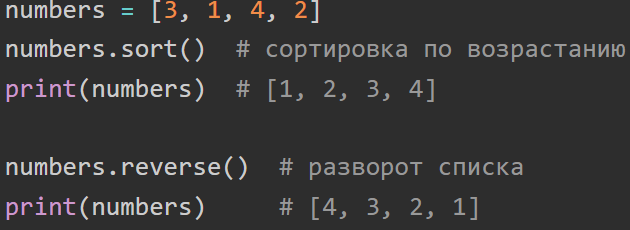 numbers = [3, 1, 4, 2]
numbers.sort()  # сортировка по возрастанию
print(numbers)  # [1, 2, 3, 4]
numbers.reverse()  # разворот списка
print(numbers)     # [4, 3, 2, 1]